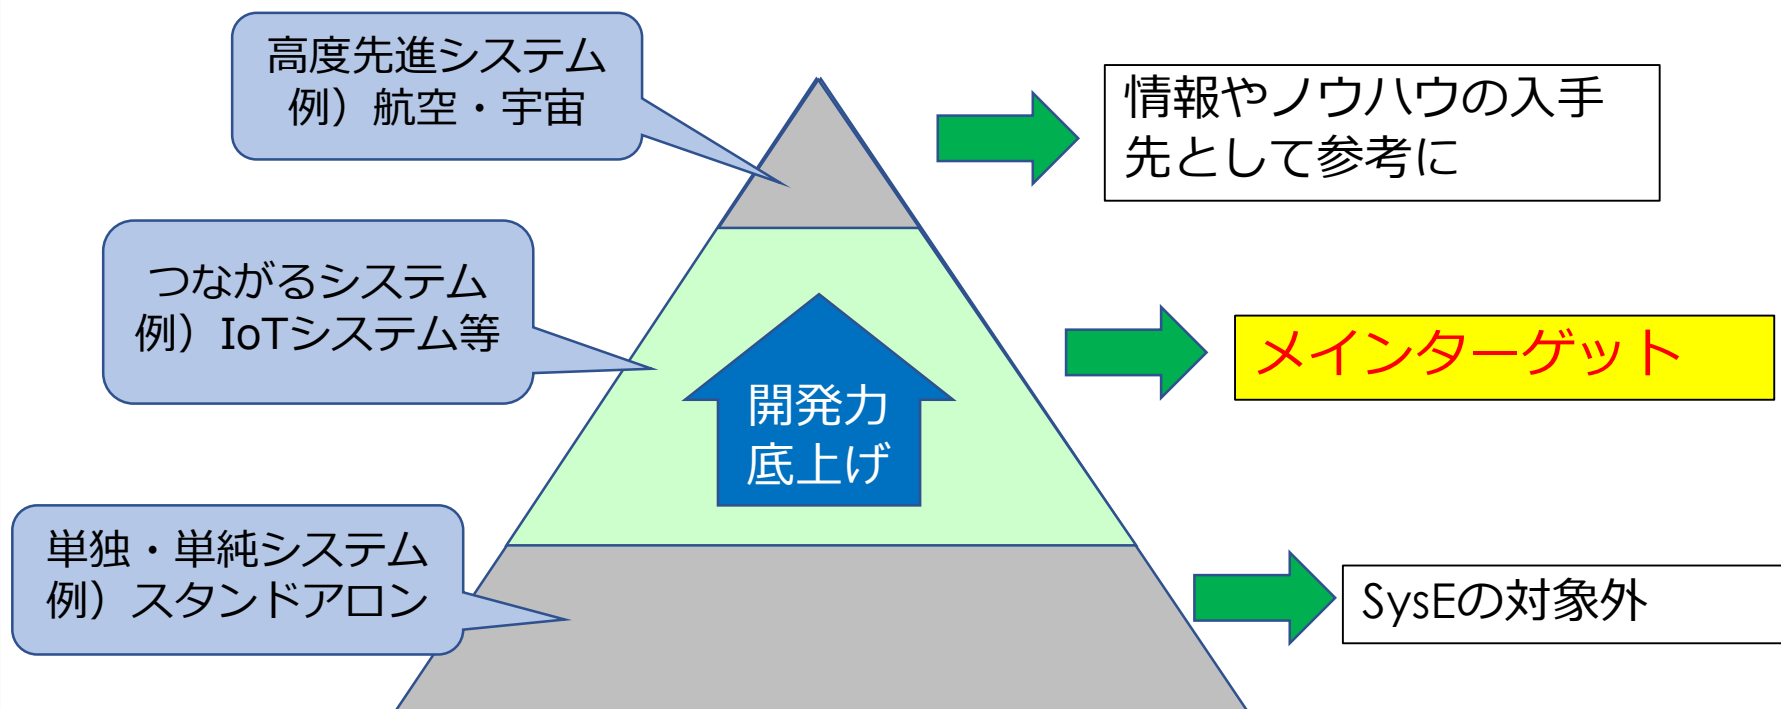 高度先進システム
例）航空・宇宙
情報やノウハウの入手
先として参考に
つながるシステム
例）IoTシステム等
メインターゲット
開発力
底上げ
単独・単純システム
例）スタンドアロン
SysEの対象外